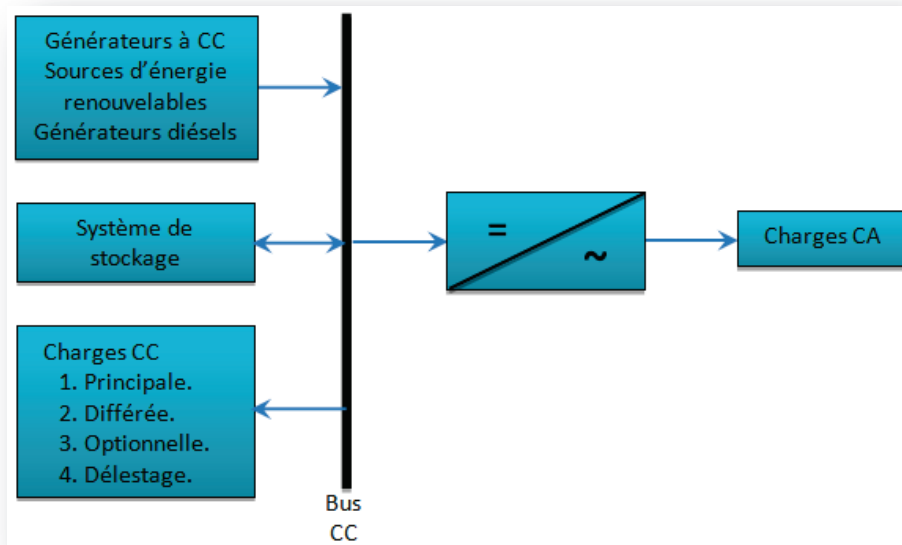 Générateurs à CC
Sources d'énergie
renouvelables
Générateurs diésels
Système de
stockage
Charges CC
1. Principale.
2. Différée.
3. Optionnelle.
4. Délestage.
Bus
CC
=
~
Charges CA